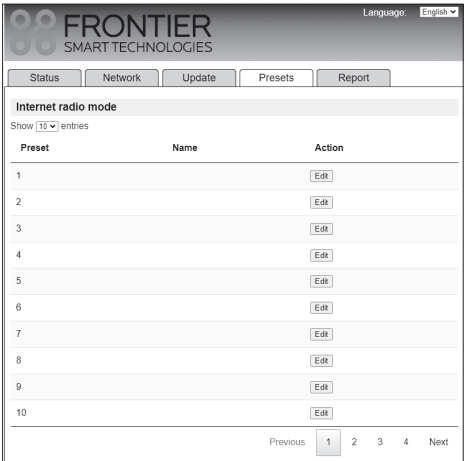 Language: English
FRONTIER
SMART TECHNOLOGIES
Status Network Update Presets Report
Internet radio mode
Show 10 entries
Preset Name Action
1 Edit
2 Edit
3 Edit
4 Edit
5 Edit
6 Edit
7 Edit
8 Edit
9 Edit
10 Edit
Previous 1 2 3 4 Next